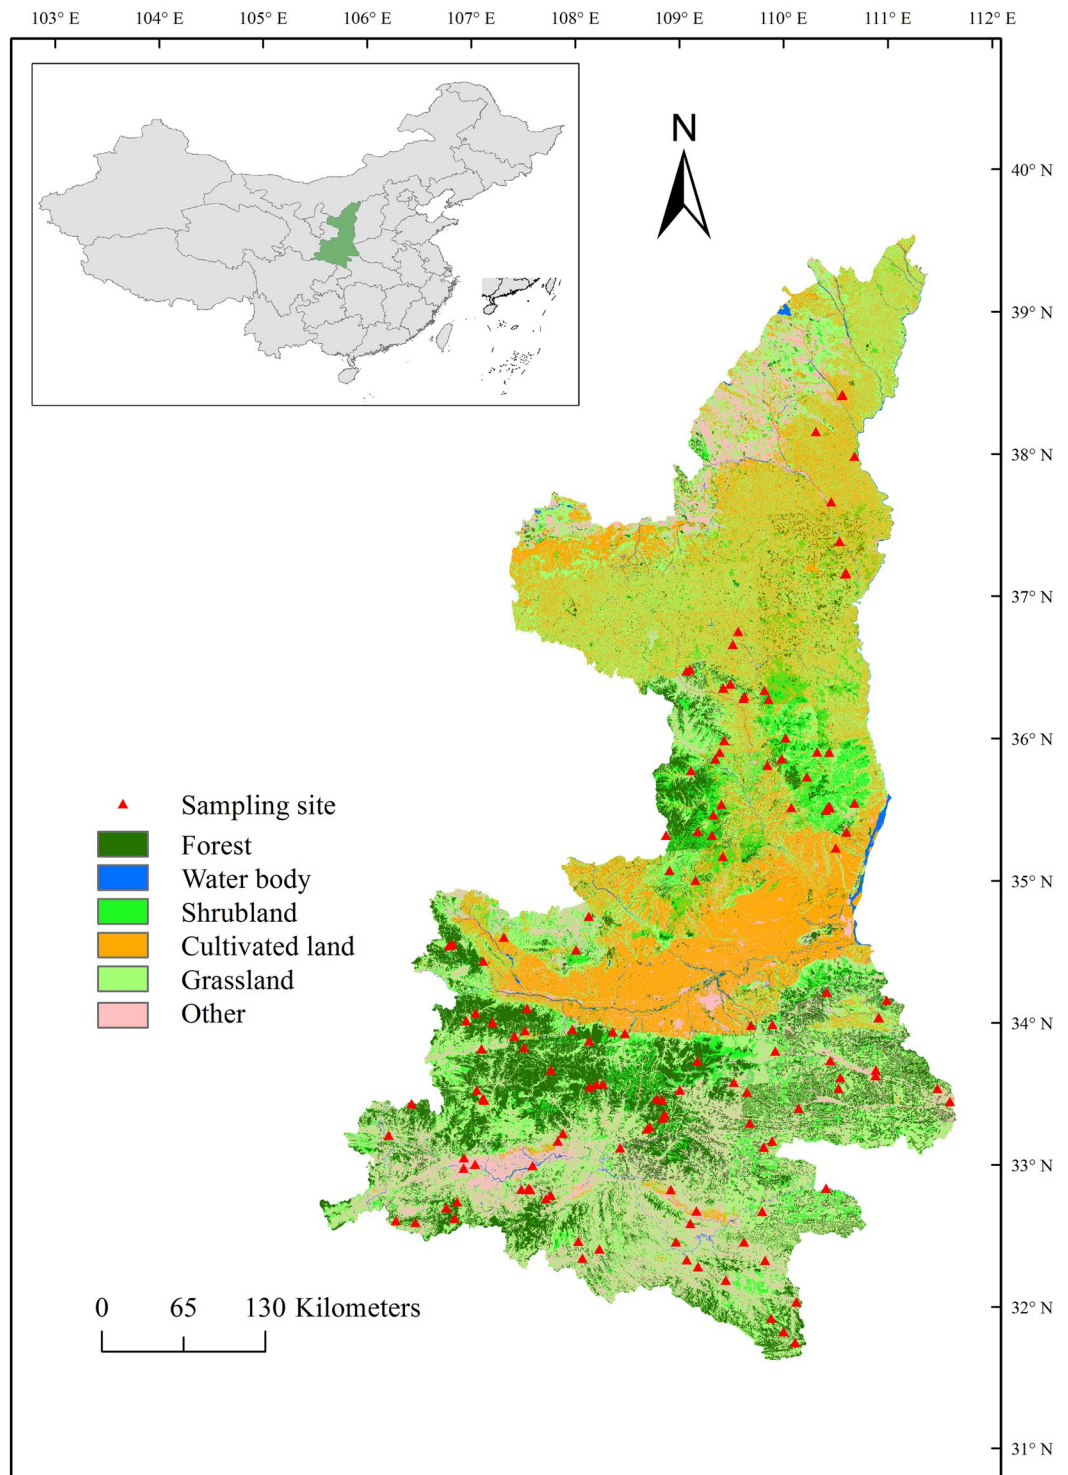 103° E 104° E 105° E 106° E 107° E 108° E 109° E 110° E 111° E 112° E
N
40° N
39° N
38° N
37° N
36° N
35° N
34° N
33° N
32° N
31° N
Sampling site
Forest
Water body
Shrubland
Cultivated land
Grassland
Other
0 65 130 Kilometers